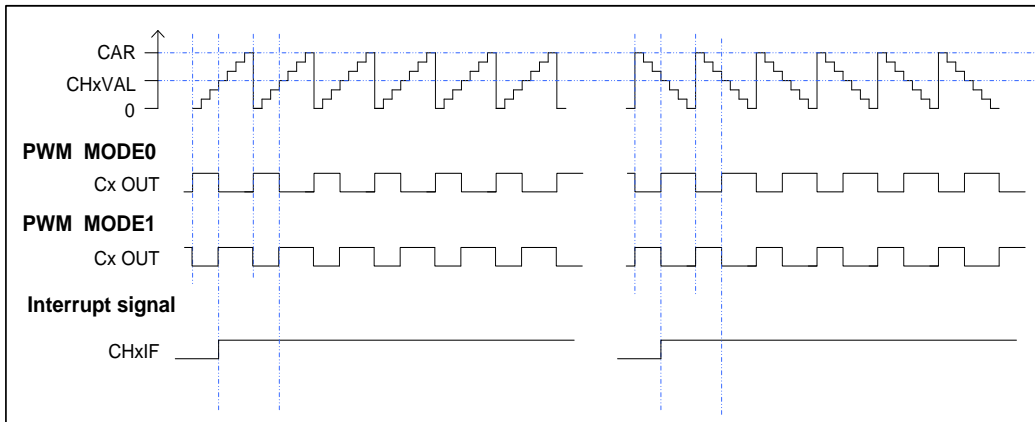 CAR
CHxVAL
0
PWM MODE0
Cx OUT
PWM MODE1
Cx OUT
Interrupt signal
CHxIF